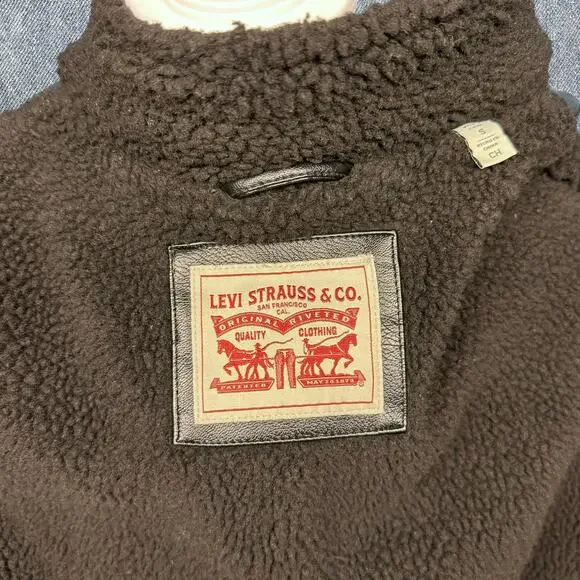 LEVI STRAUSS & CO.
SAN FRANCISCO
CAL.
ORIGINAL RIVETED
QUALITY CLOTHING
PATENTED MAY 20 1873
®
S
CH